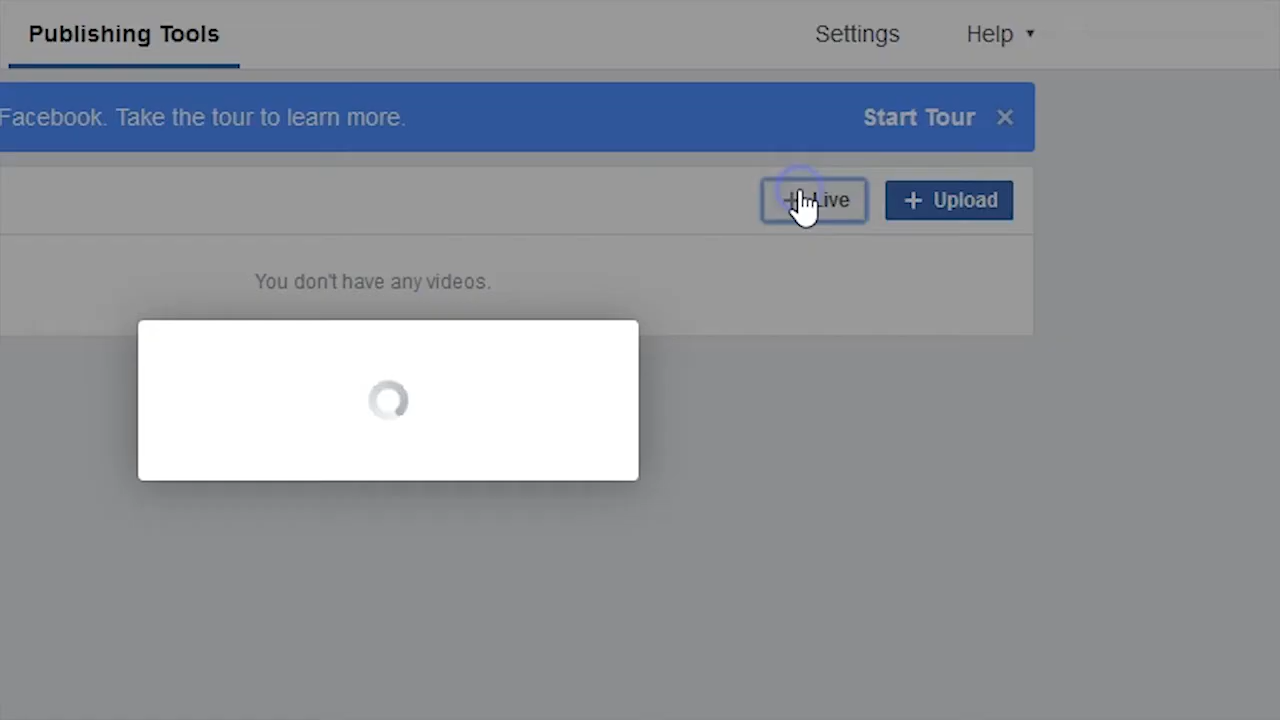 Publishing Tools
Settings
Help
Facebook. Take the tour to learn more.
Start Tour
+ Live
+ Upload
You don't have any videos.